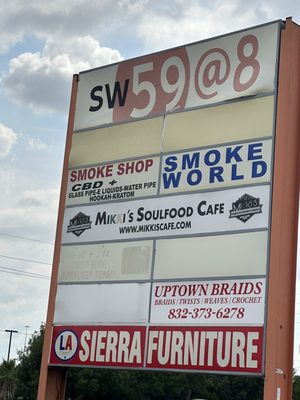 SW59@8
SMOKE SHOP
CBD +
GLASS PIPE-E LIQUIDS-WATER PIPE
HOOKAH-KRATOM
SMOKE
WORLD
MIKKI'S SOULFOOD CAFE
WWW.MIKKISCAFE.COM
UPTOWN BRAIDS
BRAIDS / TWISTS / WEAVES / CROCHET
832-373-6278
LA SIERRA FURNITURE